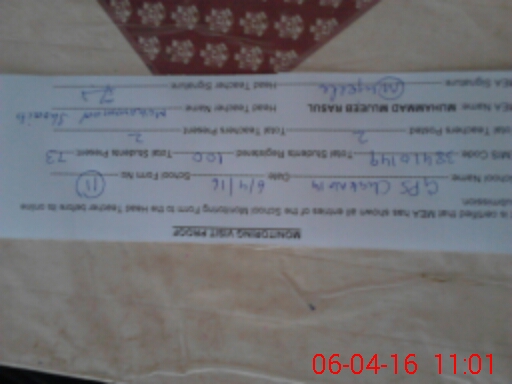 MONITORING VISIT PROOF
It is certified that MEA has shown all entries of the School Monitoring Form to the Head Teacher before its online
submission
School Name GPS Date 6/4/16 School Form No 11
EMIS Code 38410149 Total Students Registered 100 Total Students Present 73
Total Teachers Posted 2 Total Teachers Present 2
MEA Name MUHAMMAD MUJEEB RASUL Head Teacher Name Muhammad Shoaib
MEA Signature Head Teacher Signature
06-04-16 11:01